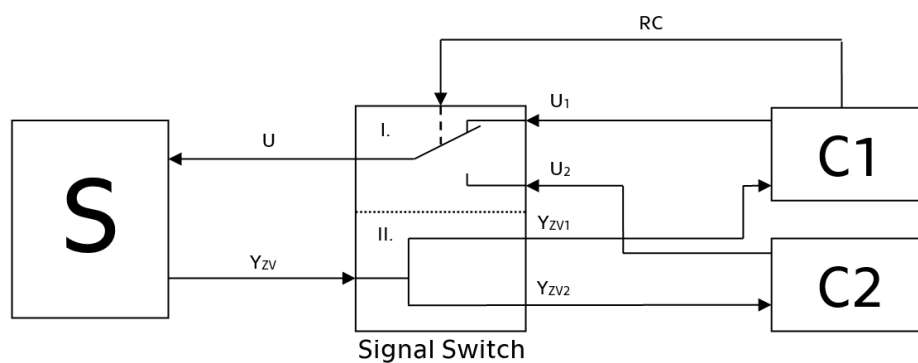 RC
I.
U₁
C1
U
U₂
S
Y_ZV1
II.
Y_ZV
Y_ZV2
C2
Signal Switch